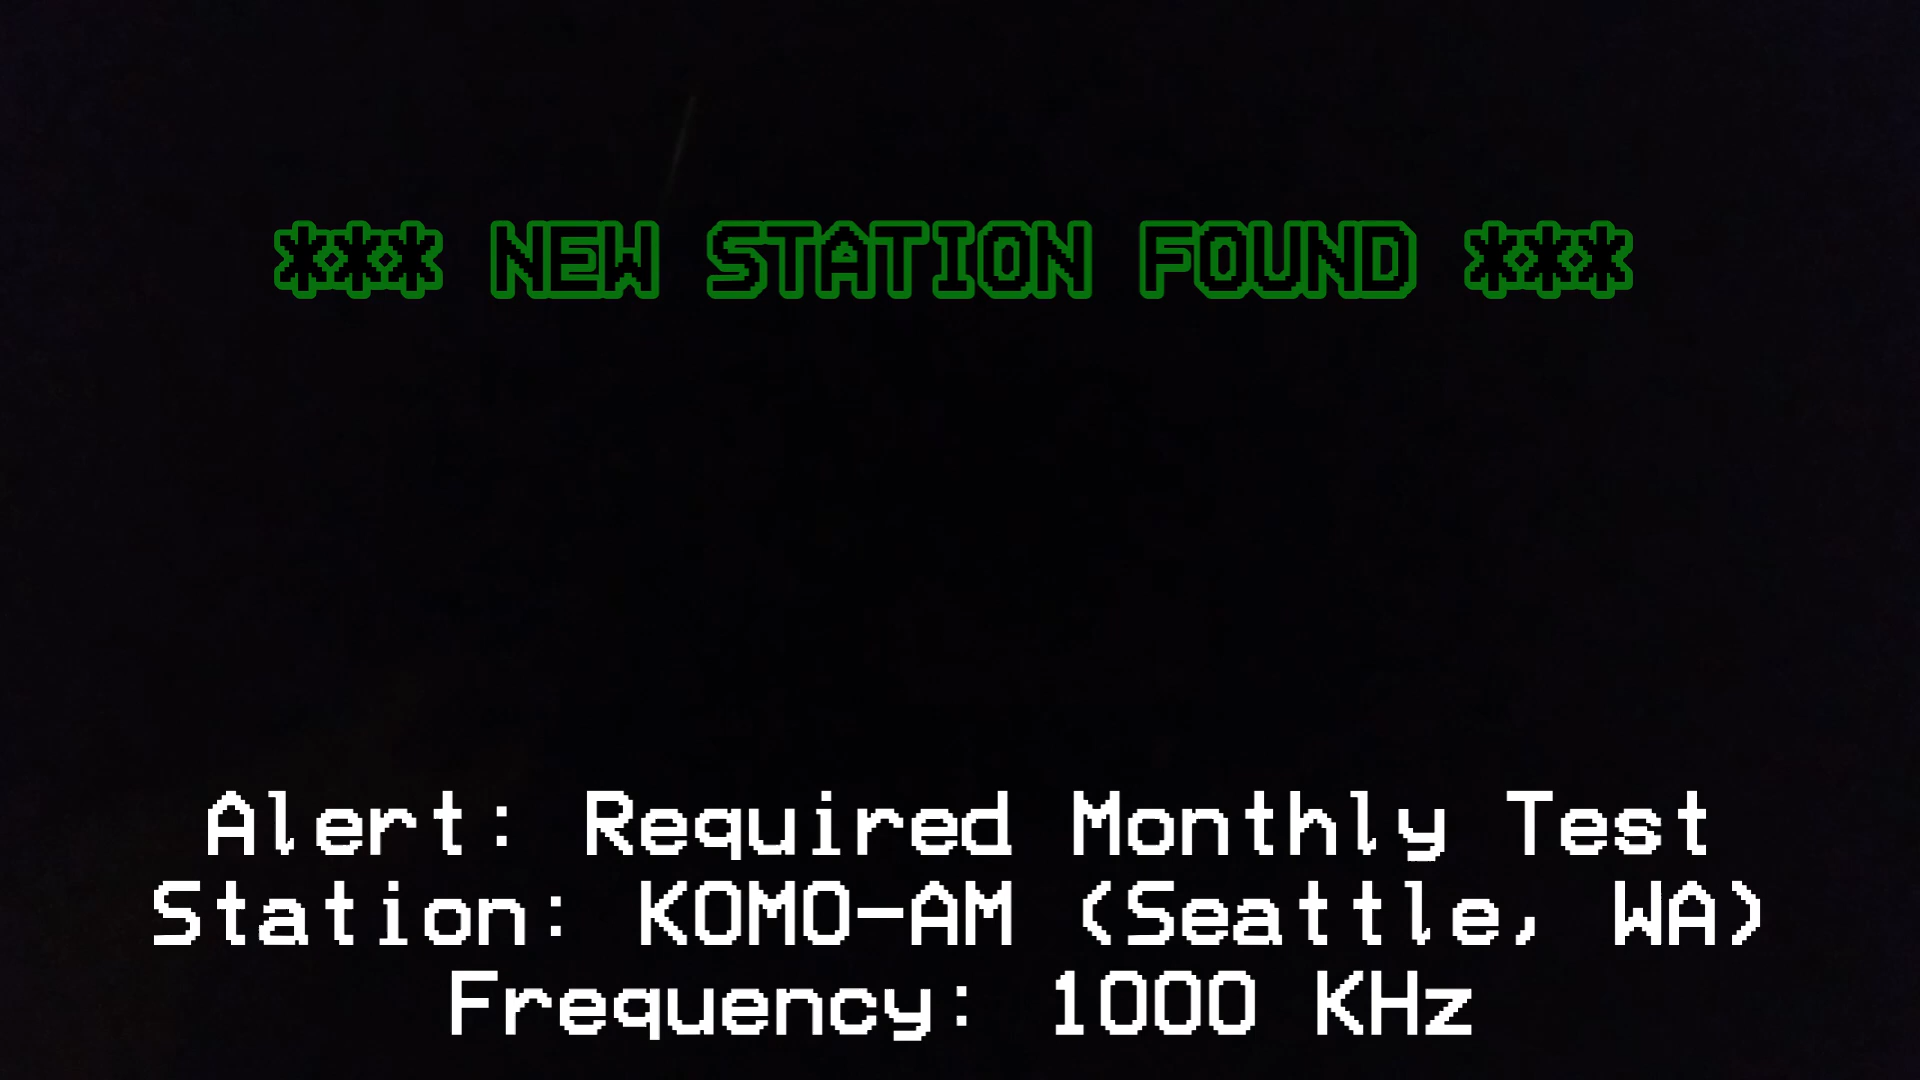 *** NEW STATION FOUND ***
Alert: Required Monthly Test
Station: KOMO-AM (Seattle, WA)
Frequency: 1000 KHz